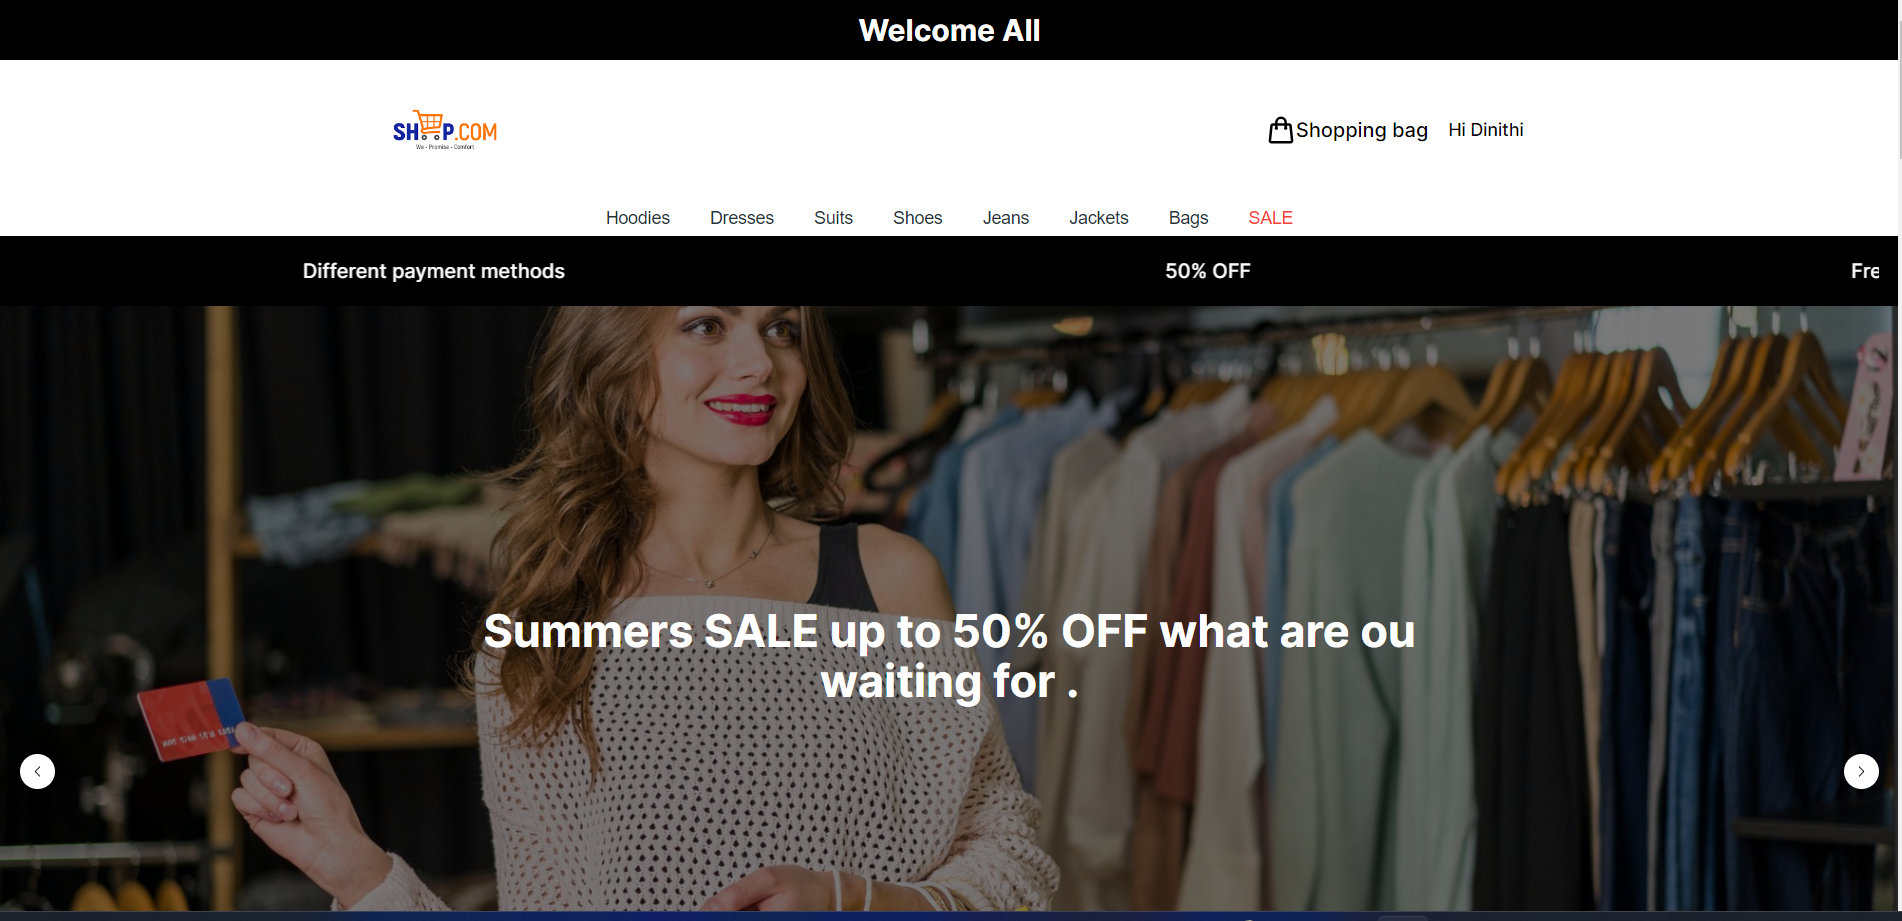 Welcome All
SHOP.COM
We - Promise - Comfort
Shopping bag
Hi Dinithi
Hoodies Dresses Suits Shoes Jeans Jackets Bags SALE
Different payment methods 50% OFF Fre
Summers SALE up to 50% OFF what are ou
waiting for .